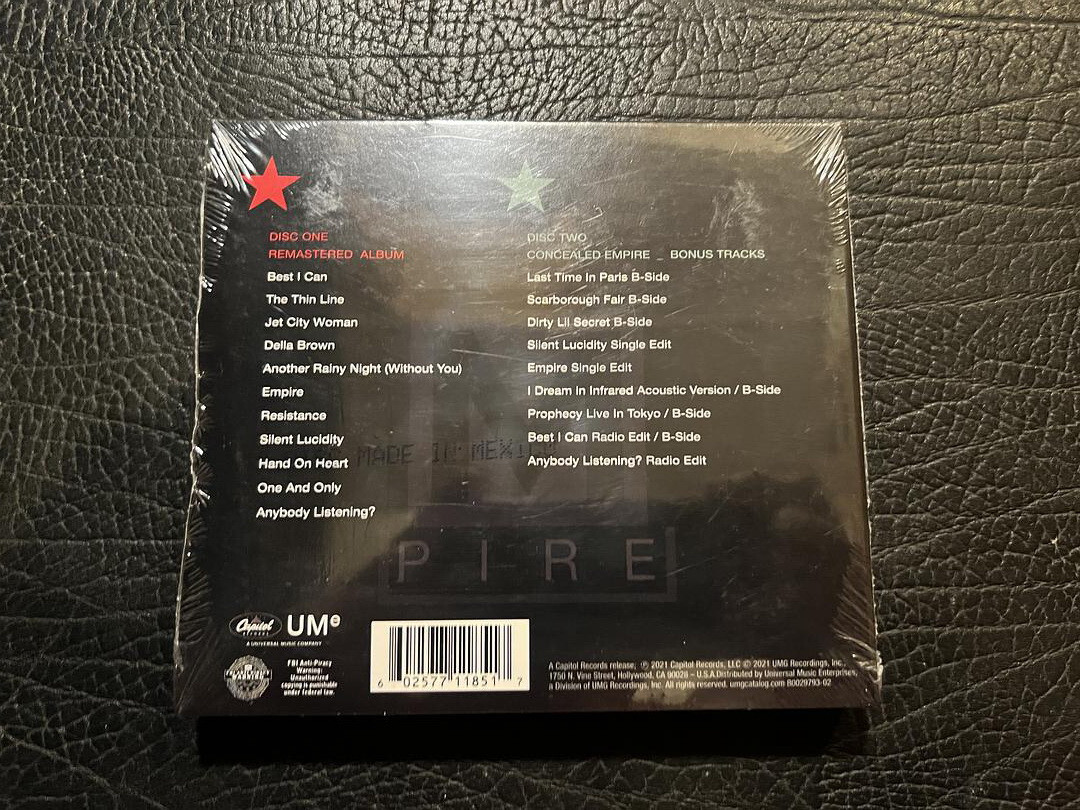 DISC ONE
REMASTERED ALBUM
Best I Can
The Thin Line
Jet City Woman
Della Brown
Another Rainy Night (Without You)
Empire
Resistance
Silent Lucidity
Hand On Heart
One And Only
Anybody Listening?
DISC TWO
CONCEALED EMPIRE _ BONUS TRACKS
Last Time In Paris B-Side
Scarborough Fair B-Side
Dirty Lil Secret B-Side
Silent Lucidity Single Edit
Empire Single Edit
I Dream In Infrared Acoustic Version / B-Side
Prophecy Live In Tokyo / B-Side
Best I Can Radio Edit / B-Side
Anybody Listening? Radio Edit
MADE IN MEXICO
PIRE
Capitol
RECORDS
UMe
A UNIVERSAL MUSIC COMPANY
FBI Anti-Piracy
Warning:
Unauthorized
copying is punishable
under federal law.
6 02577 11851 7
A Capitol Records release; ℗ 2021 Capitol Records, LLC © 2021 UMG Recordings, Inc.,
1750 N. Vine Street, Hollywood, CA 90028 – U.S.A.Distributed by Universal Music Enterprises,
a Division of UMG Recordings, Inc. All rights reserved. umgcatalog.com B0029793-02